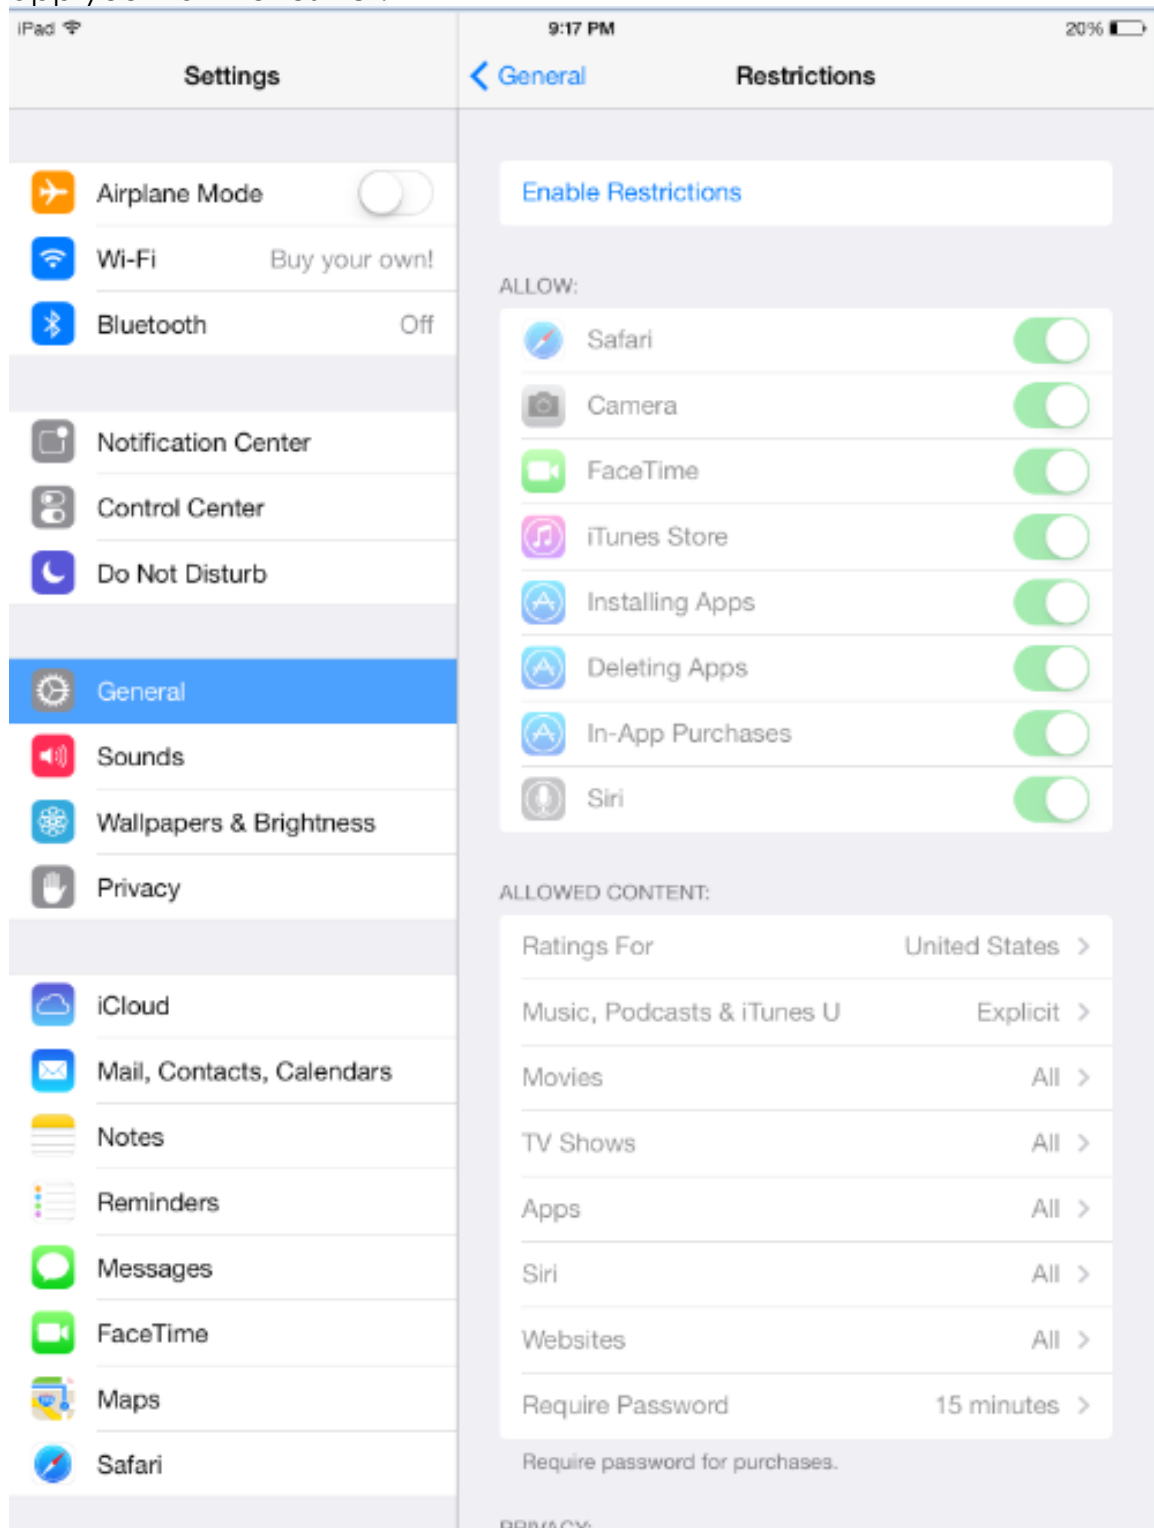 iPad 9:17 PM 20%
Settings
General Restrictions
Airplane Mode
Wi-Fi Buy your own!
Bluetooth Off
Notification Center
Control Center
Do Not Disturb
General
Sounds
Wallpapers & Brightness
Privacy
iCloud
Mail, Contacts, Calendars
Notes
Reminders
Messages
FaceTime
Maps
Safari
Enable Restrictions
ALLOW:
Safari
Camera
FaceTime
iTunes Store
Installing Apps
Deleting Apps
In-App Purchases
Siri
ALLOWED CONTENT:
Ratings For United States
Music, Podcasts & iTunes U Explicit
Movies All
TV Shows All
Apps All
Siri All
Websites All
Require Password 15 minutes
Require password for purchases.
PRIVACY: